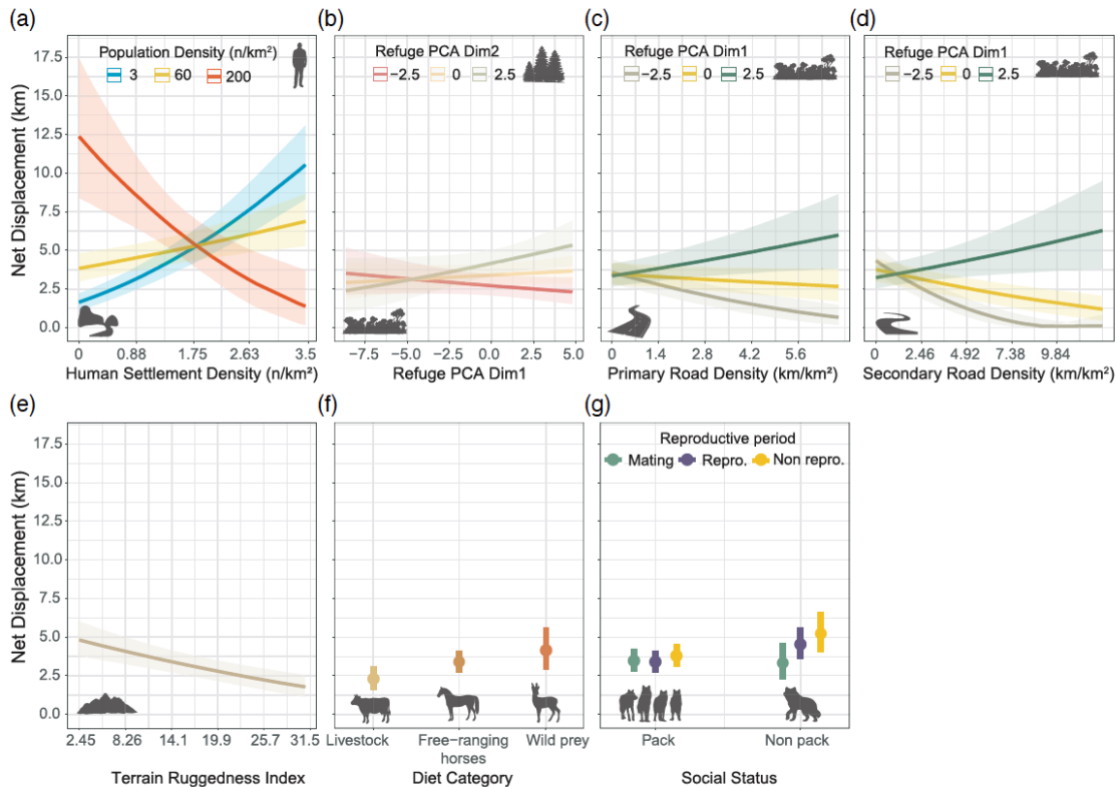 (a)
Population Density (n/km²)
3 60 200
Net Displacement (km)
17.5
15.0
12.5
10.0
7.5
5.0
2.5
0.0
0 0.88 1.75 2.63 3.5
Human Settlement Density (n/km²)
(b)
Refuge PCA Dim2
−2.5 0 2.5
−7.5 −5.0 −2.5 0.0 2.5 5.0
Refuge PCA Dim1
(c)
Refuge PCA Dim1
−2.5 0 2.5
0 1.4 2.8 4.2 5.6
Primary Road Density (km/km²)
(d)
Refuge PCA Dim1
−2.5 0 2.5
0 2.46 4.92 7.38 9.84
Secondary Road Density (km/km²)
(e)
Net Displacement (km)
17.5
15.0
12.5
10.0
7.5
5.0
2.5
0.0
2.45 8.26 14.1 19.9 25.7 31.5
Terrain Ruggedness Index
(f)
Livestock Free−ranging Wild prey
horses
Diet Category
(g)
Reproductive period
Mating Repro. Non repro.
Pack Non pack
Social Status